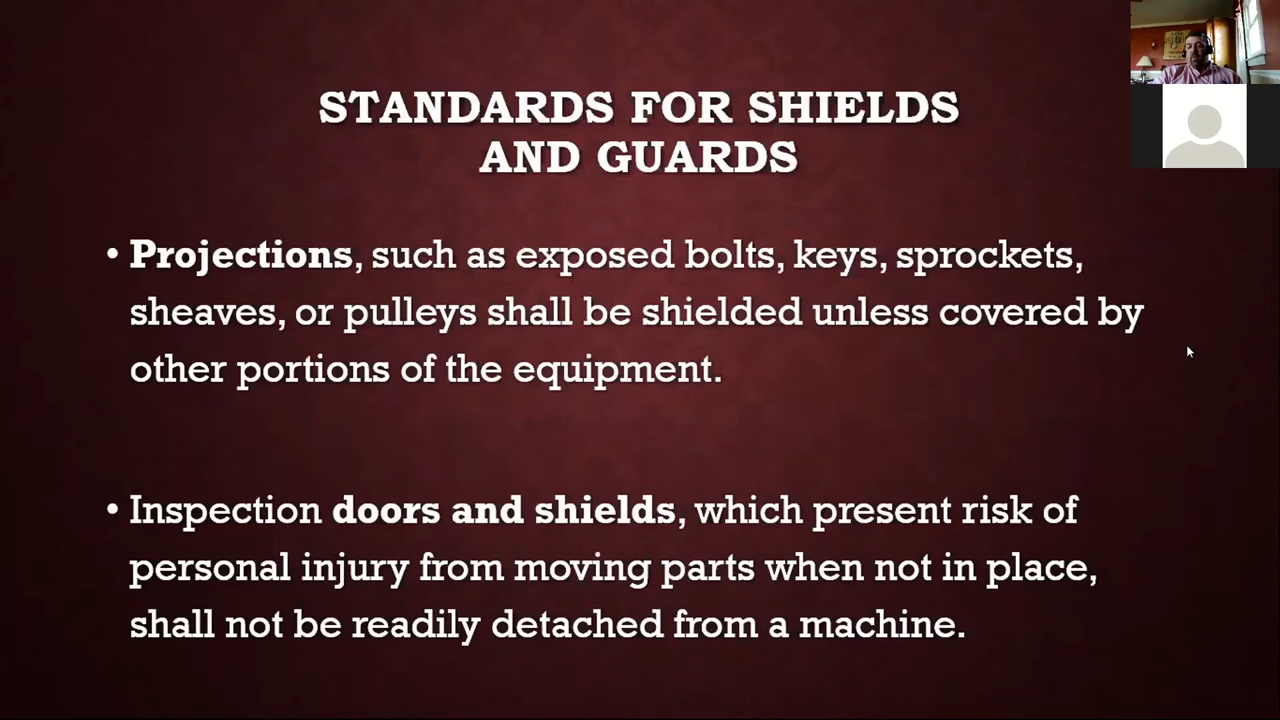 STANDARDS FOR SHIELDS
AND GUARDS
• Projections, such as exposed bolts, keys, sprockets,
sheaves, or pulleys shall be shielded unless covered by
other portions of the equipment.
• Inspection doors and shields, which present risk of
personal injury from moving parts when not in place,
shall not be readily detached from a machine.